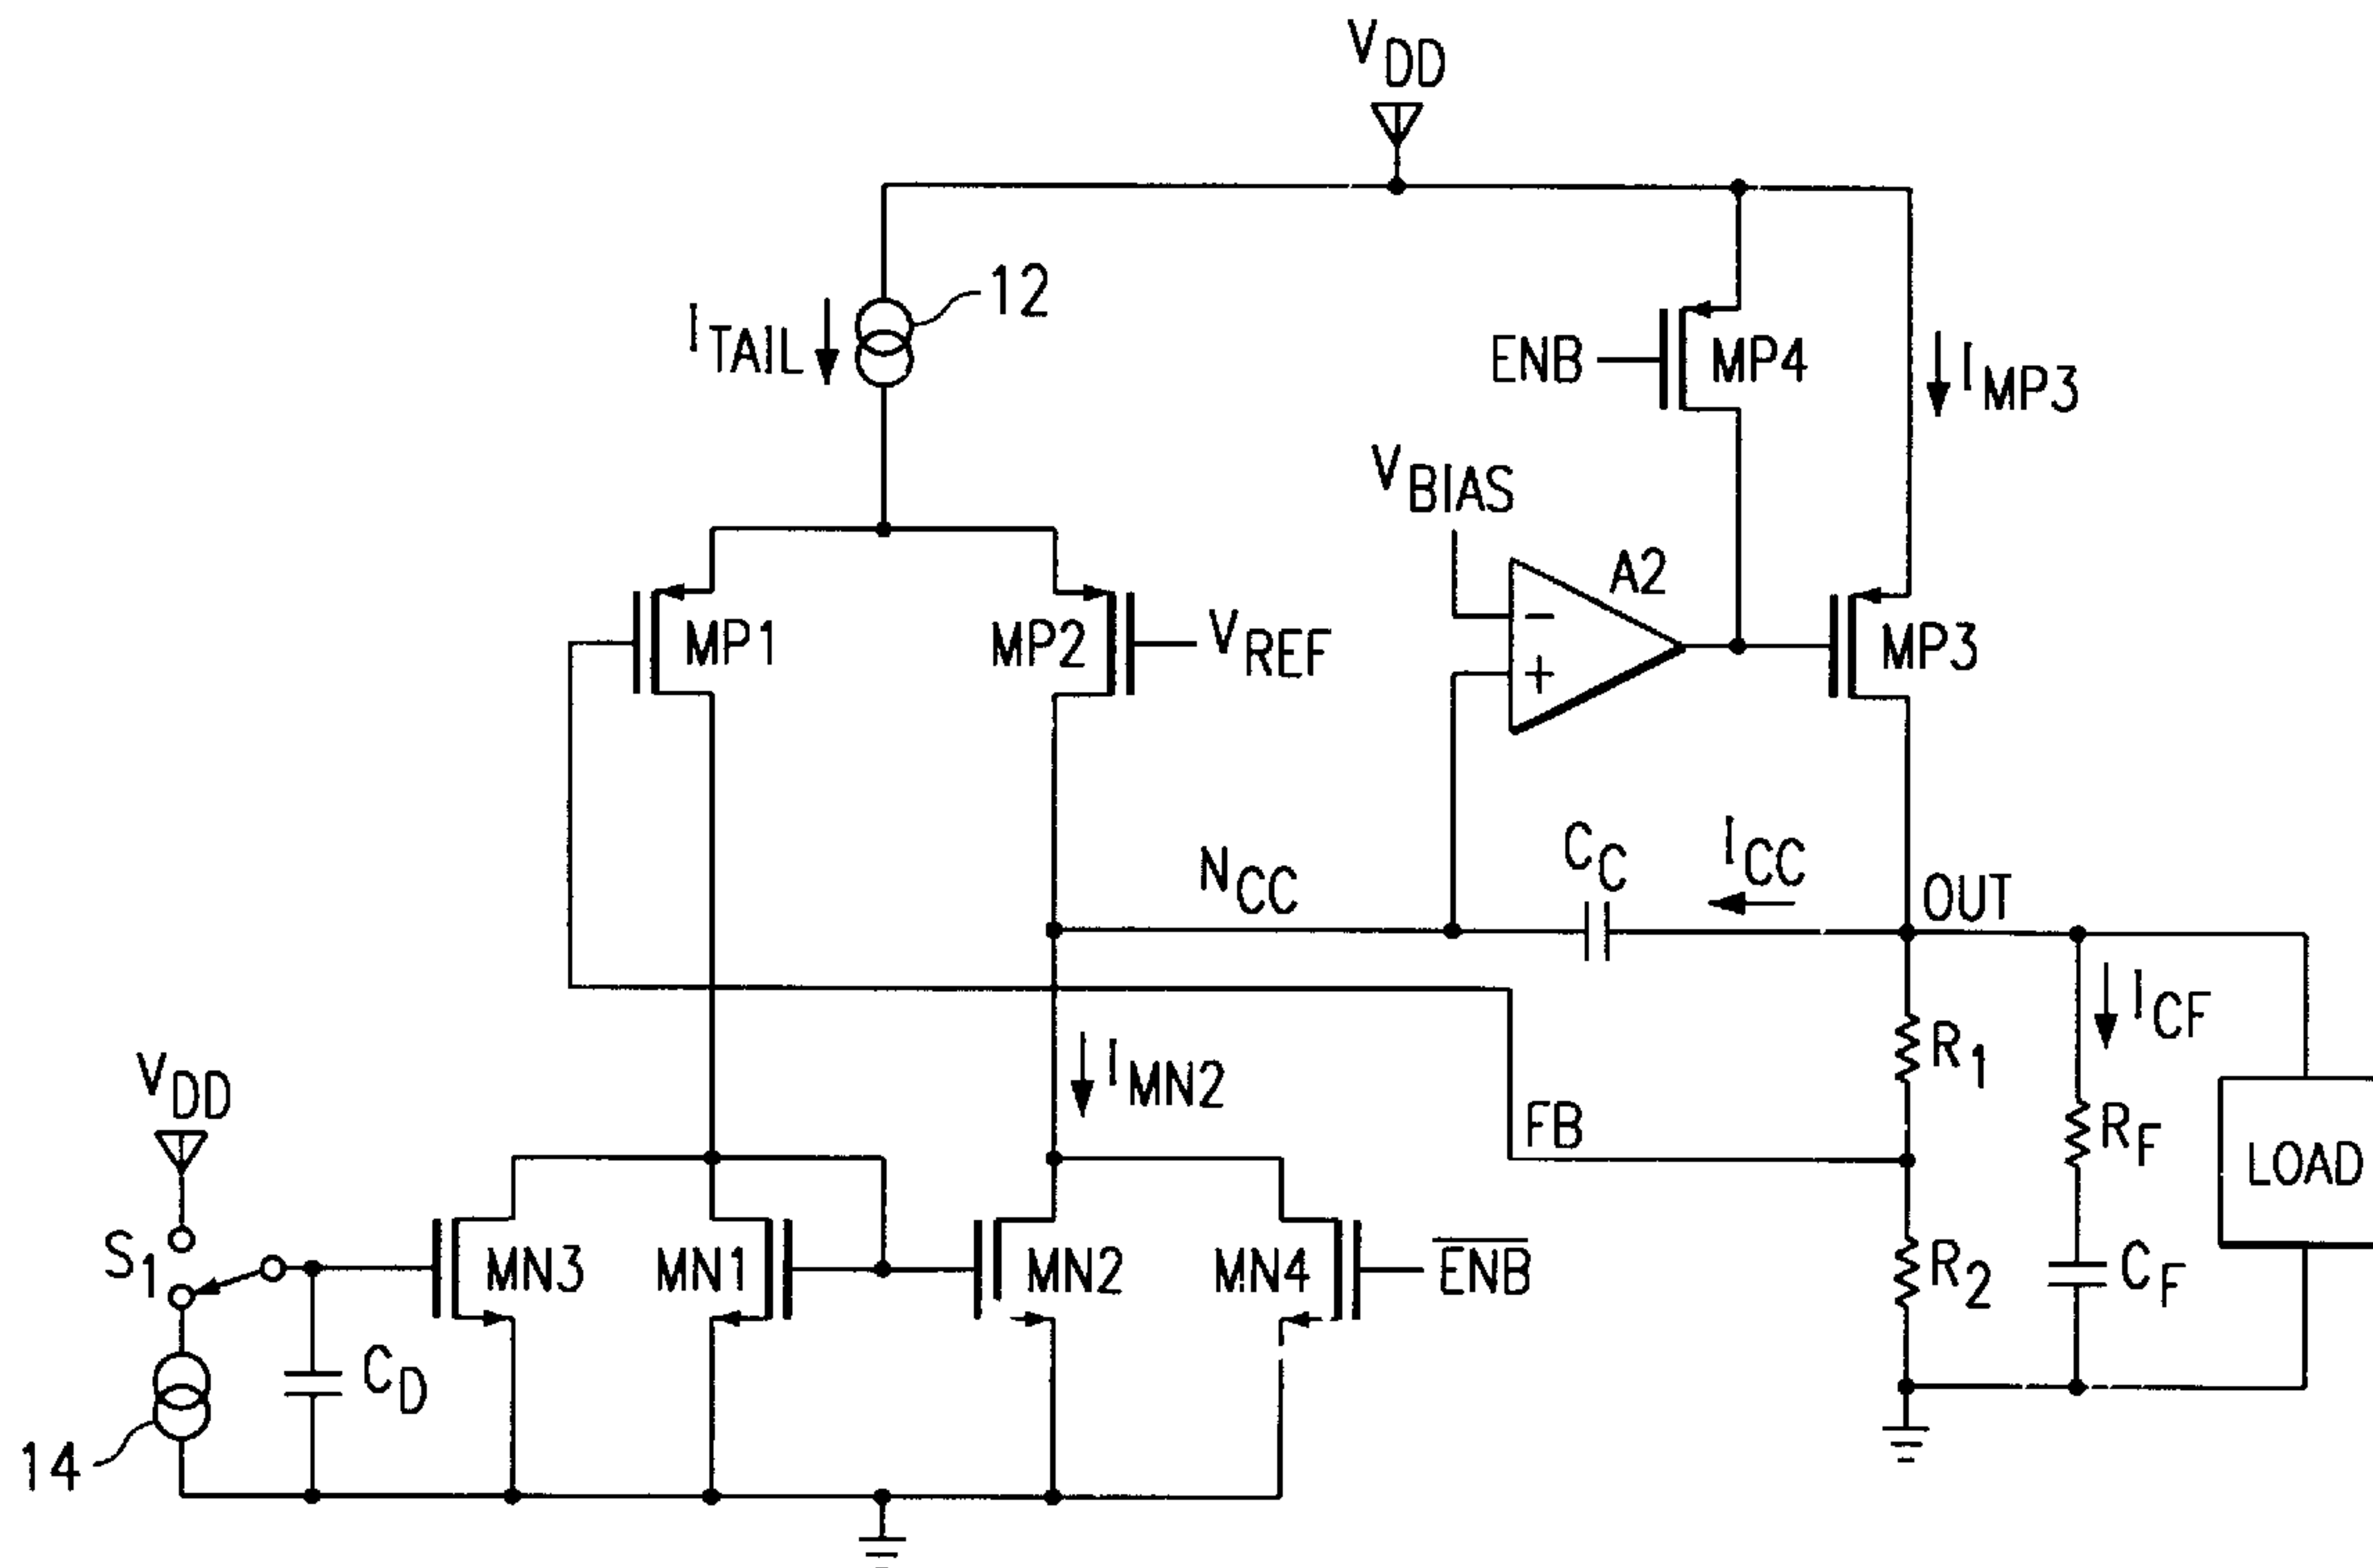 VDD
ITAIL
12
ENB
MP4
IMP3
VBIAS
A2
MP1
MP2
VREF
MP3
NCC
CC
ICC
OUT
IMN2
R1
ICF
FB
RF
LOAD
VDD
S1
MN3
MN1
MN2
MN4
E̅N̅B̅
R2
CF
CD
14